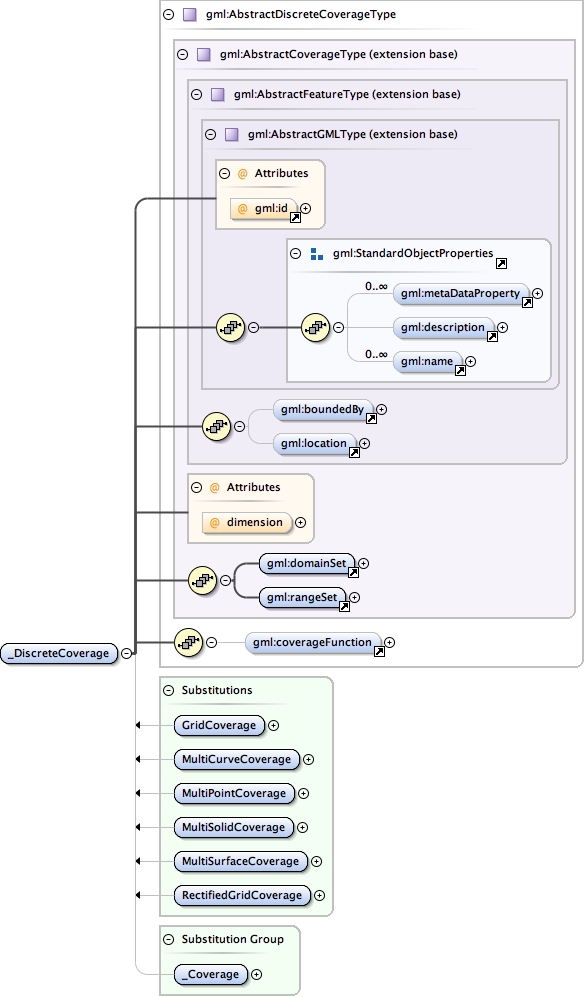 gml:AbstractDiscreteCoverageType
gml:AbstractCoverageType (extension base)
gml:AbstractFeatureType (extension base)
gml:AbstractGMLType (extension base)
@ Attributes
@ gml:id
gml:StandardObjectProperties
0..∞ gml:metaDataProperty
gml:description
0..∞ gml:name
gml:boundedBy
gml:location
@ Attributes
@ dimension
gml:domainSet
gml:rangeSet
gml:coverageFunction
_DiscreteCoverage
Substitutions
GridCoverage
MultiCurveCoverage
MultiPointCoverage
MultiSolidCoverage
MultiSurfaceCoverage
RectifiedGridCoverage
Substitution Group
_Coverage